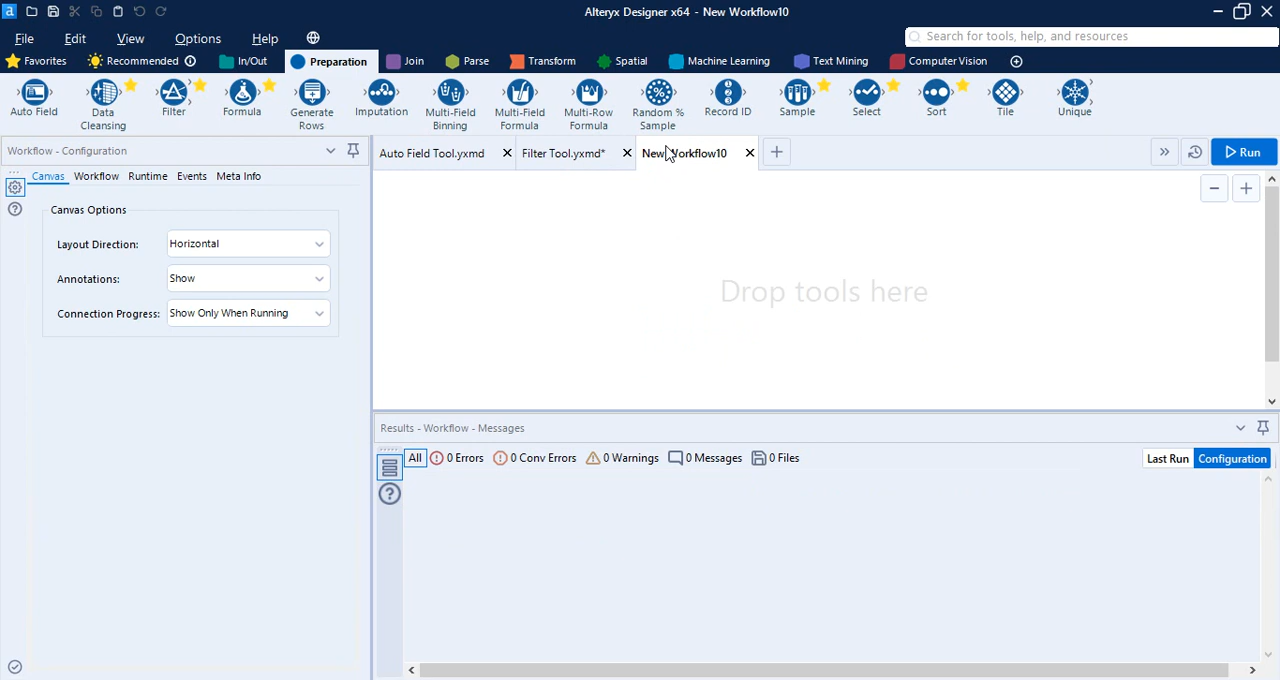 Alteryx Designer x64 - New Workflow10
File Edit View Options Help
Search for tools, help, and resources
Favorites Recommended In/Out Preparation Join Parse Transform Spatial Machine Learning Text Mining Computer Vision
Auto Field Data Cleansing Filter Formula Generate Rows Imputation Multi-Field Binning Multi-Field Formula Multi-Row Formula Random % Sample Record ID Sample Select Sort Tile Unique
Workflow - Configuration
Auto Field Tool.yxmd Filter Tool.yxmd* New Workflow10
Run
Canvas Workflow Runtime Events Meta Info
Canvas Options
Layout Direction: Horizontal
Annotations: Show
Connection Progress: Show Only When Running
Drop tools here
Results - Workflow - Messages
All 0 Errors 0 Conv Errors 0 Warnings 0 Messages 0 Files
Last Run Configuration